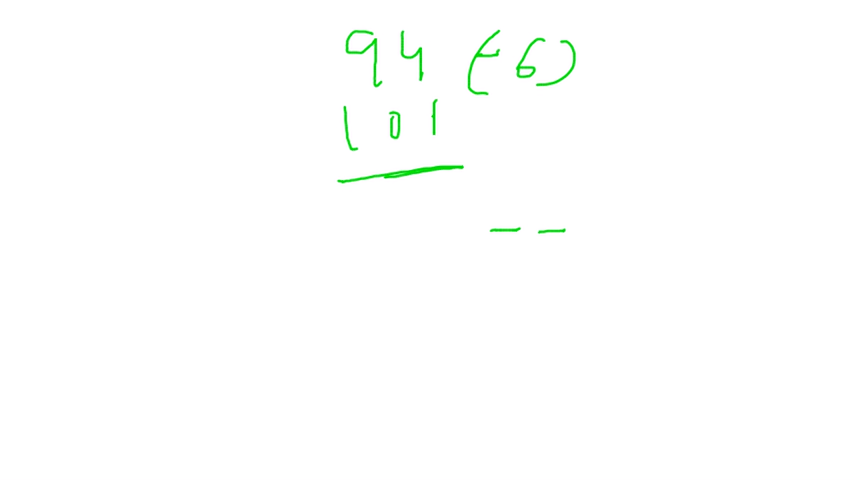 94 (-6)
101
— —